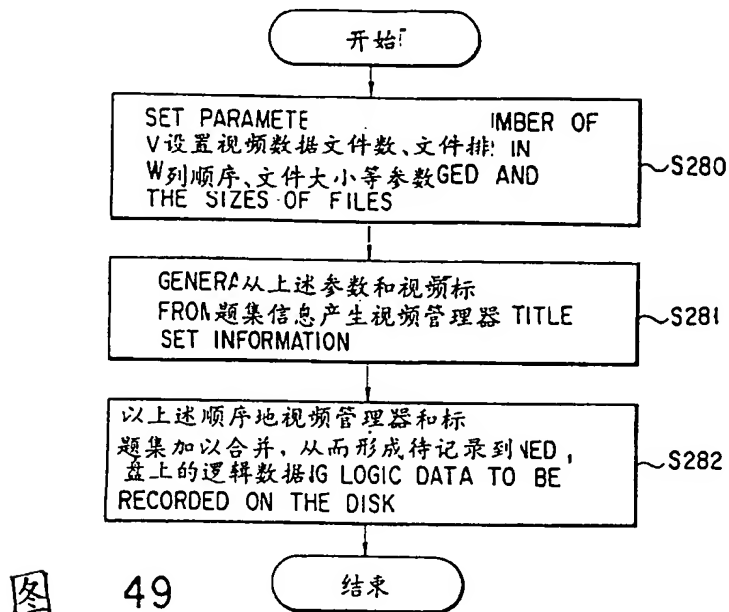 开始
SET PARAMETE IMBER OF
V设置视频数据文件数、文件排 IN
W列顺序、文件大小等参数GED AND
THE SIZES OF FILES
S280
GENERA从上述参数和视频标
FROM题集信息产生视频管理器 TITLE
SET INFORMATION
S281
以上述顺序地视频管理器和标
题集加以合并，从而形成待记录到NED,
盘上的逻辑数据IG LOGIC DATA TO BE
RECORDED ON THE DISK
S282
结束
图 49